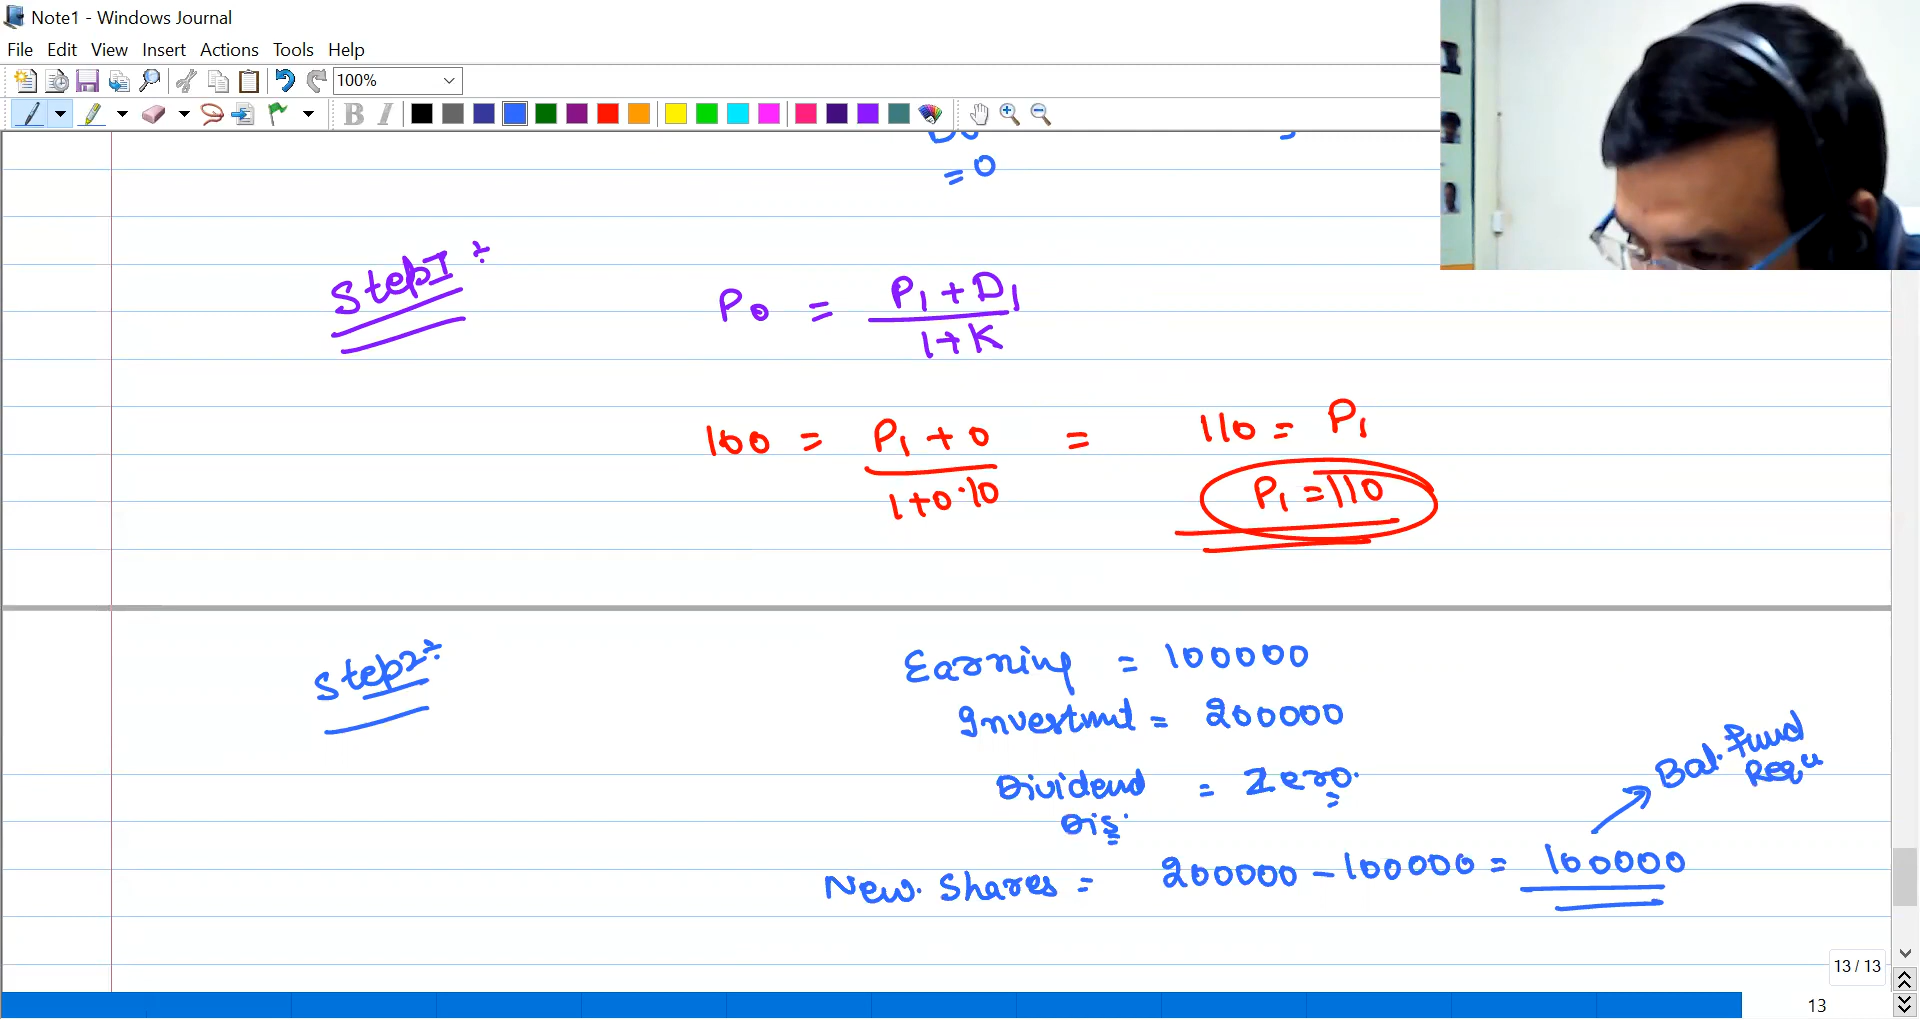 Note1 - Windows Journal
File Edit View Insert Actions Tools Help
100%
B I
= 0
Step 1 ÷
P0 = P1 + D1 / 1 + K
100 = P1 + 0 / 1 + 0.10 = 110 = P1
P1 = 110
Step 2 ÷
Earning = 100000
Investmt = 200000
Dividend Dis. = Zero.
Bal. Fund Requ
New. Shares = 200000 - 100000 = 100000
13 / 13
13